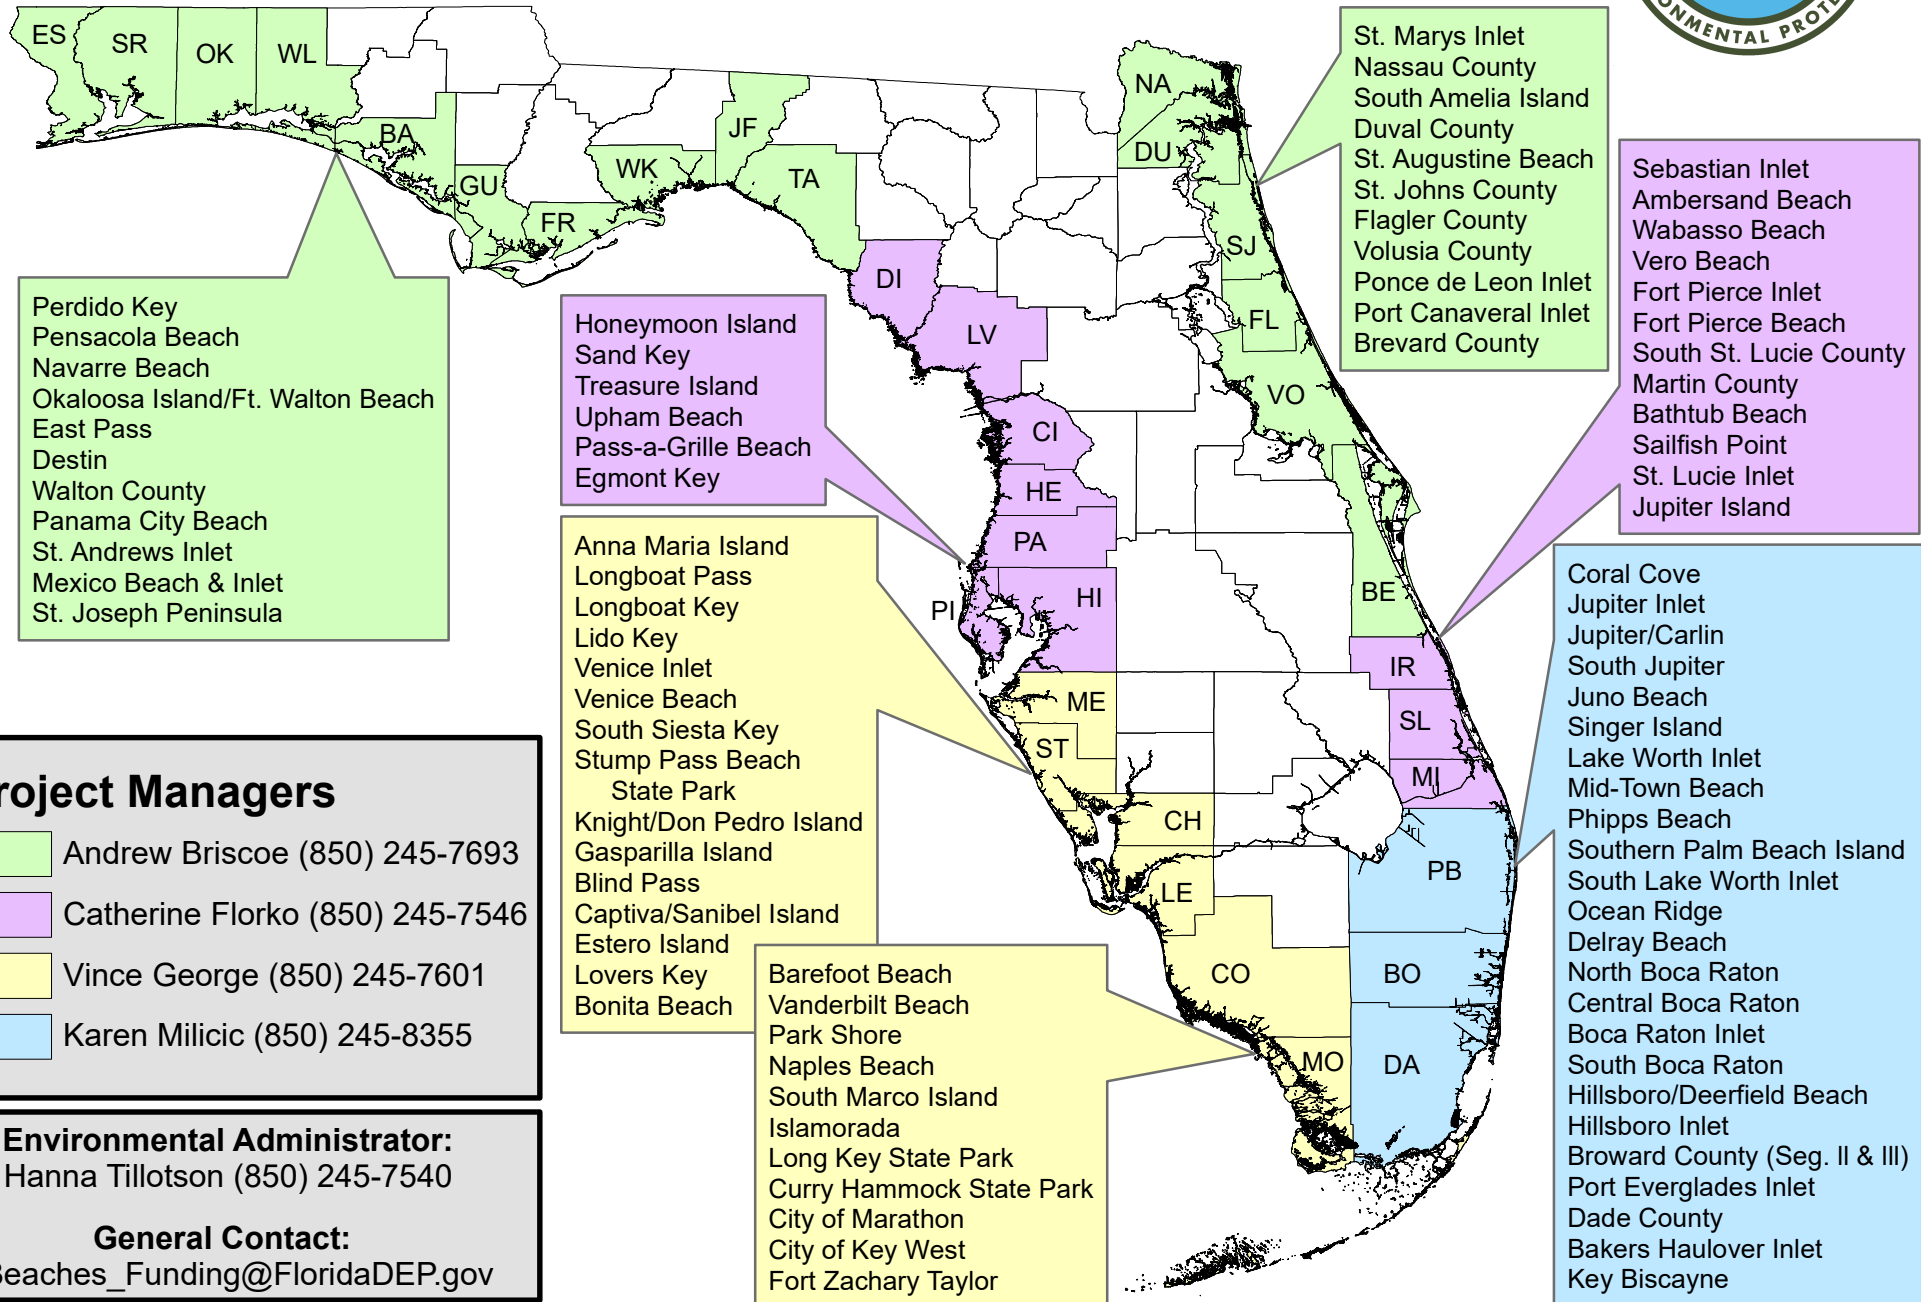 ONMENTAL PROTE
ES
SR
OK
WL
BA
GU
FR
WK
JF
TA
NA
DU
SJ
FL
VO
BE
DI
LV
CI
HE
PA
HI
PI
IR
SL
MI
ME
ST
CH
LE
CO
MO
PB
BO
DA
Perdido Key
Pensacola Beach
Navarre Beach
Okaloosa Island/Ft. Walton Beach
East Pass
Destin
Walton County
Panama City Beach
St. Andrews Inlet
Mexico Beach & Inlet
St. Joseph Peninsula
St. Marys Inlet
Nassau County
South Amelia Island
Duval County
St. Augustine Beach
St. Johns County
Flagler County
Volusia County
Ponce de Leon Inlet
Port Canaveral Inlet
Brevard County
Sebastian Inlet
Ambersand Beach
Wabasso Beach
Vero Beach
Fort Pierce Inlet
Fort Pierce Beach
South St. Lucie County
Martin County
Bathtub Beach
Sailfish Point
St. Lucie Inlet
Jupiter Island
Honeymoon Island
Sand Key
Treasure Island
Upham Beach
Pass-a-Grille Beach
Egmont Key
Anna Maria Island
Longboat Pass
Longboat Key
Lido Key
Venice Inlet
Venice Beach
South Siesta Key
Stump Pass Beach
State Park
Knight/Don Pedro Island
Gasparilla Island
Blind Pass
Captiva/Sanibel Island
Estero Island
Lovers Key
Bonita Beach
Barefoot Beach
Vanderbilt Beach
Park Shore
Naples Beach
South Marco Island
Islamorada
Long Key State Park
Curry Hammock State Park
City of Marathon
City of Key West
Fort Zachary Taylor
Coral Cove
Jupiter Inlet
Jupiter/Carlin
South Jupiter
Juno Beach
Singer Island
Lake Worth Inlet
Mid-Town Beach
Phipps Beach
Southern Palm Beach Island
South Lake Worth Inlet
Ocean Ridge
Delray Beach
North Boca Raton
Central Boca Raton
Boca Raton Inlet
South Boca Raton
Hillsboro/Deerfield Beach
Hillsboro Inlet
Broward County (Seg. II & III)
Port Everglades Inlet
Dade County
Bakers Haulover Inlet
Key Biscayne
roject Managers
Andrew Briscoe (850) 245-7693
Catherine Florko (850) 245-7546
Vince George (850) 245-7601
Karen Milicic (850) 245-8355
Environmental Administrator:
Hanna Tillotson (850) 245-7540
General Contact:
Beaches_Funding@FloridaDEP.gov